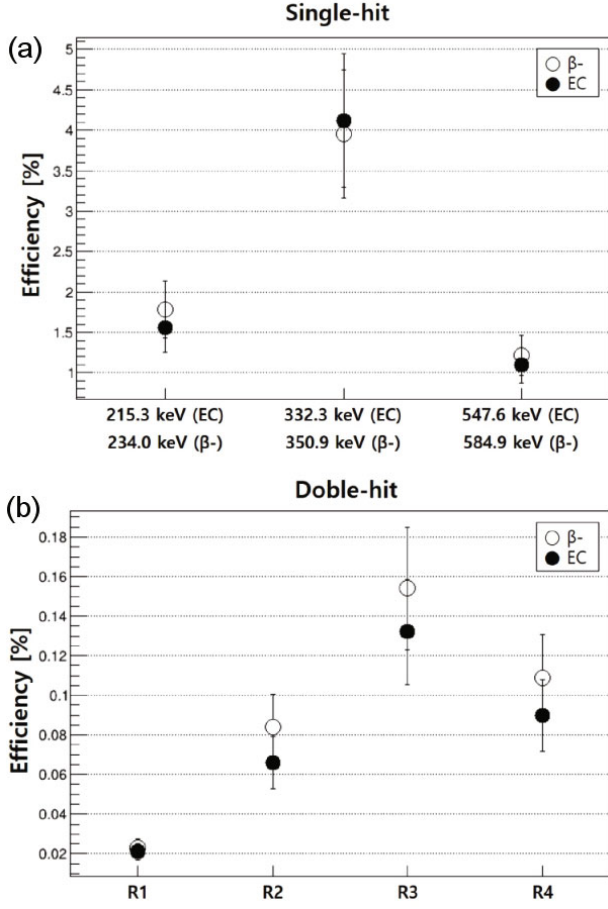 Single-hit
(a)
β-
EC
5
4.5
4
3.5
3
2.5
2
1.5
1
Efficiency [%]
215.3 keV (EC) 332.3 keV (EC) 547.6 keV (EC)
234.0 keV (β-) 350.9 keV (β-) 584.9 keV (β-)
Doble-hit
(b)
β-
EC
0.18
0.16
0.14
0.12
0.1
0.08
0.06
0.04
0.02
Efficiency [%]
R1 R2 R3 R4